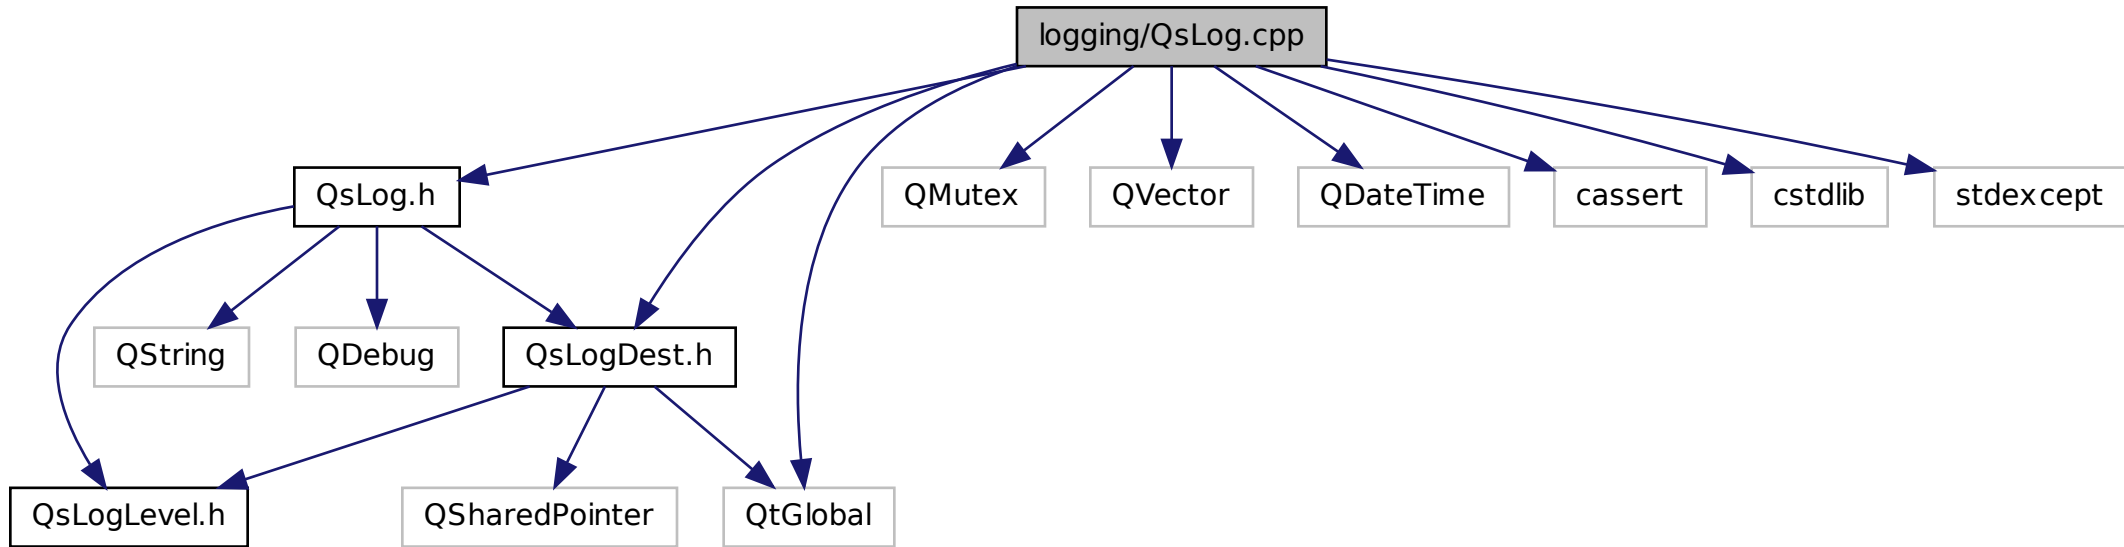 logging/QsLog.cpp
QsLog.h
QMutex
QVector
QDateTime
cassert
cstdlib
stdexcept
QString
QDebug
QsLogDest.h
QsLogLevel.h
QSharedPointer
QtGlobal